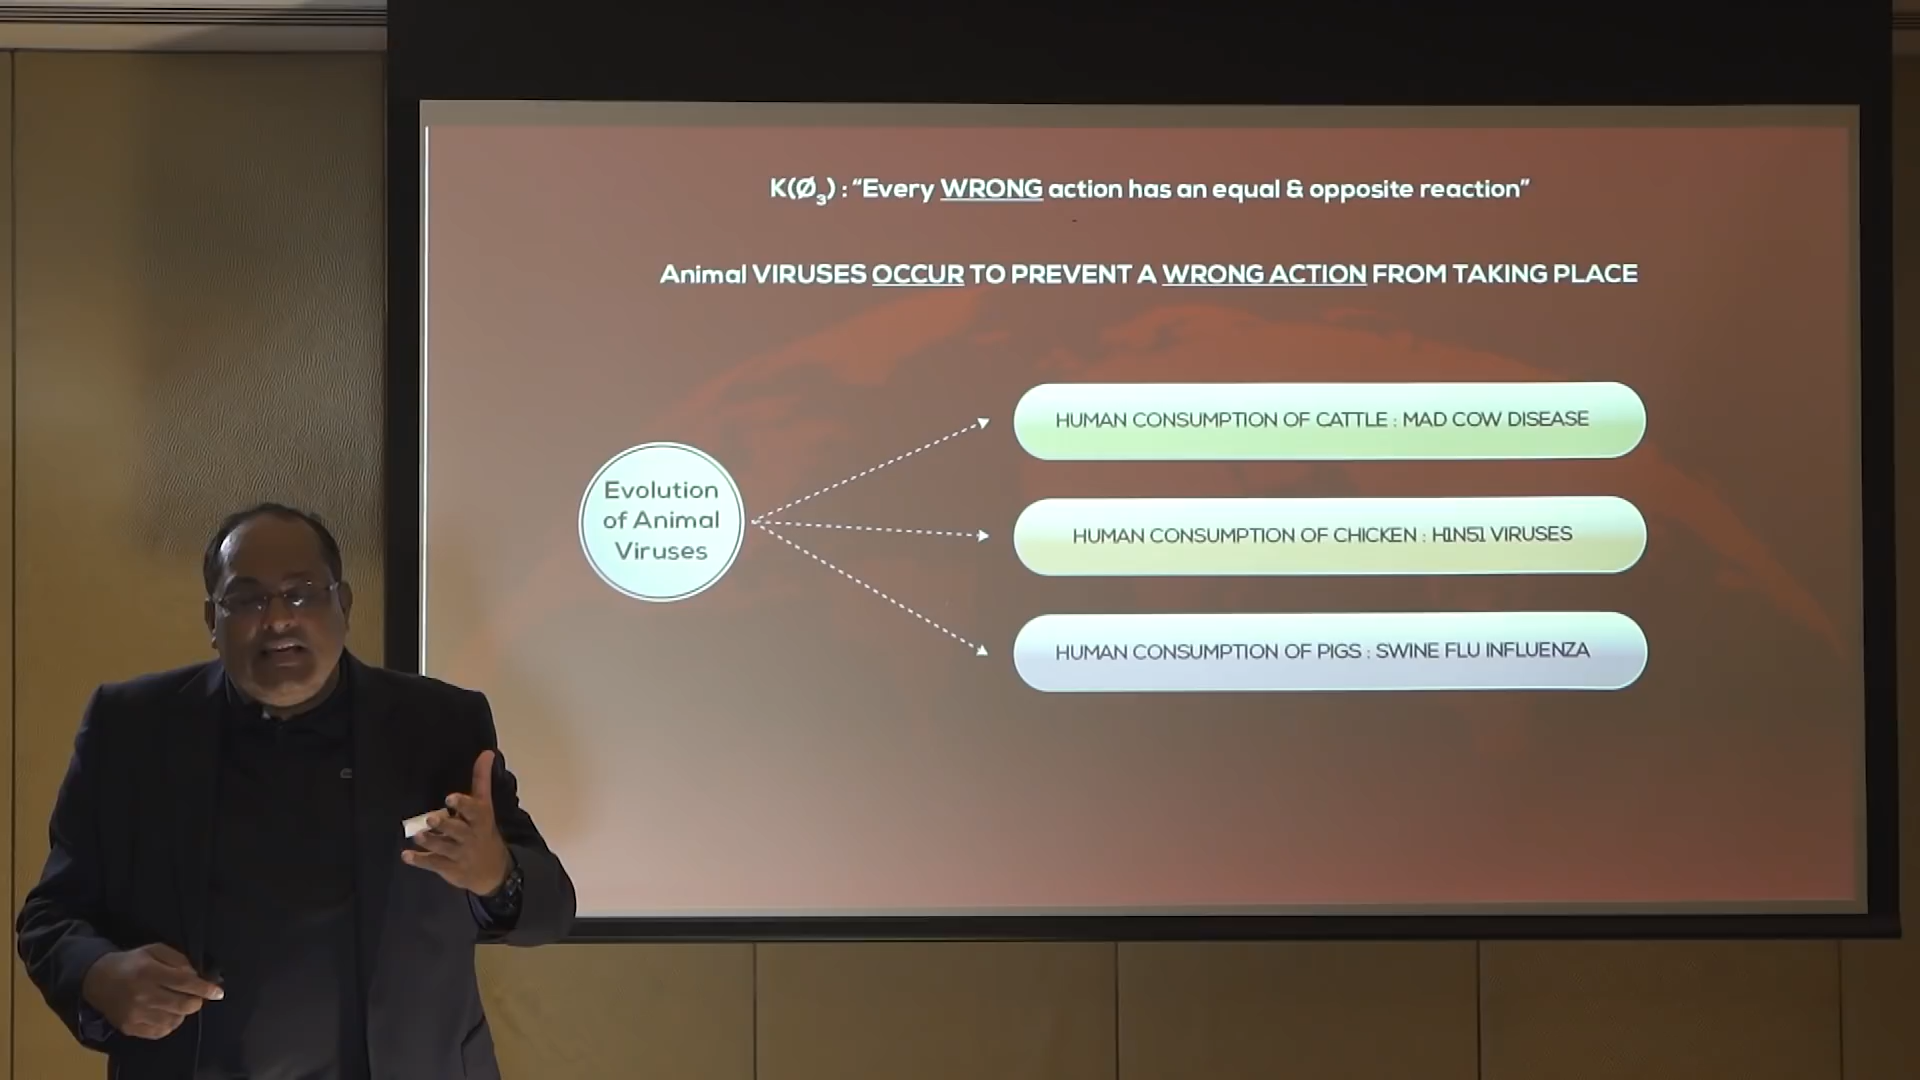 K(Ø₃) : “Every WRONG action has an equal & opposite reaction”
Animal VIRUSES OCCUR TO PREVENT A WRONG ACTION FROM TAKING PLACE
Evolution
of Animal
Viruses
HUMAN CONSUMPTION OF CATTLE : MAD COW DISEASE
HUMAN CONSUMPTION OF CHICKEN : H1N51 VIRUSES
HUMAN CONSUMPTION OF PIGS : SWINE FLU INFLUENZA